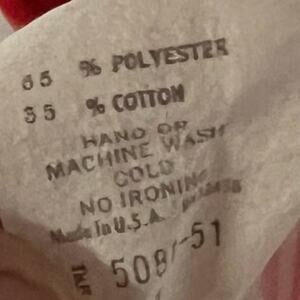 65 % POLYESTER
35 % COTTON
HAND OR
MACHINE WASH
COLD
NO IRONING
Made In U.S.A.
508/-51